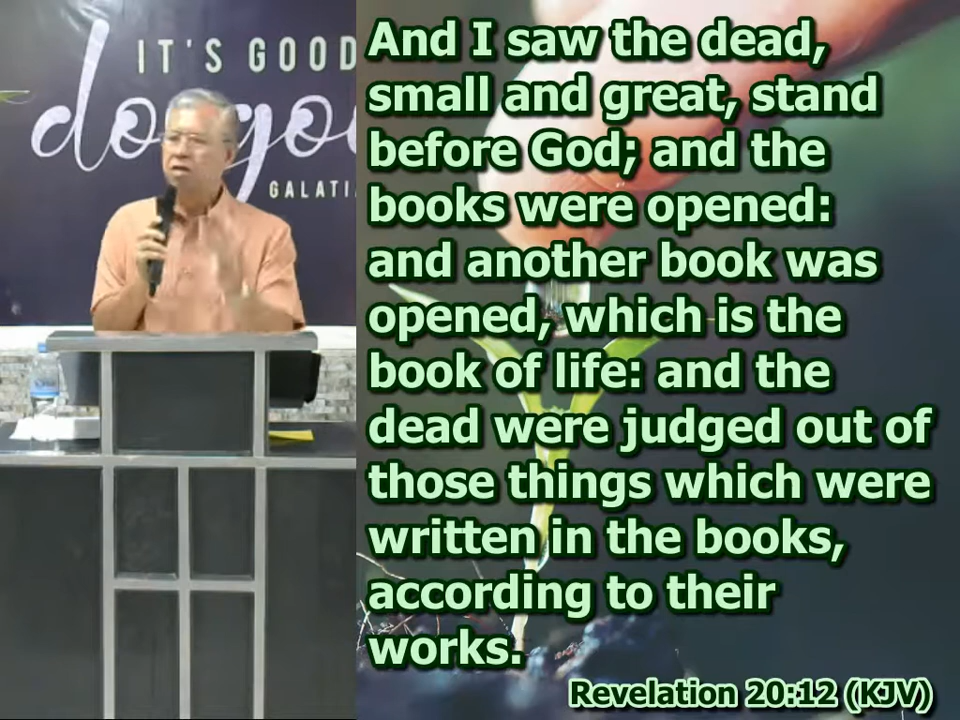 IT'S GOOD
do goo
GALATI
And I saw the dead,
small and great, stand
before God; and the
books were opened:
and another book was
opened, which is the
book of life: and the
dead were judged out of
those things which were
written in the books,
according to their
works.
Revelation 20:12 (KJV)